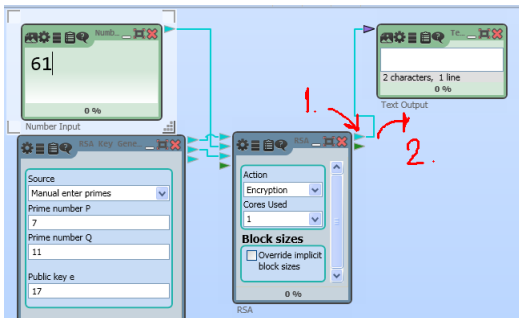 Numb...
61
0 %
Number Input
Te...
2 characters, 1 line
0 %
Text Output
1.
2.
RSA Key Gene...
Source
Manual enter primes
Prime number P
7
Prime number Q
11
Public key e
17
RSA
Action
Encryption
Cores Used
1
Block sizes
Override implicit
block sizes
0 %
RSA